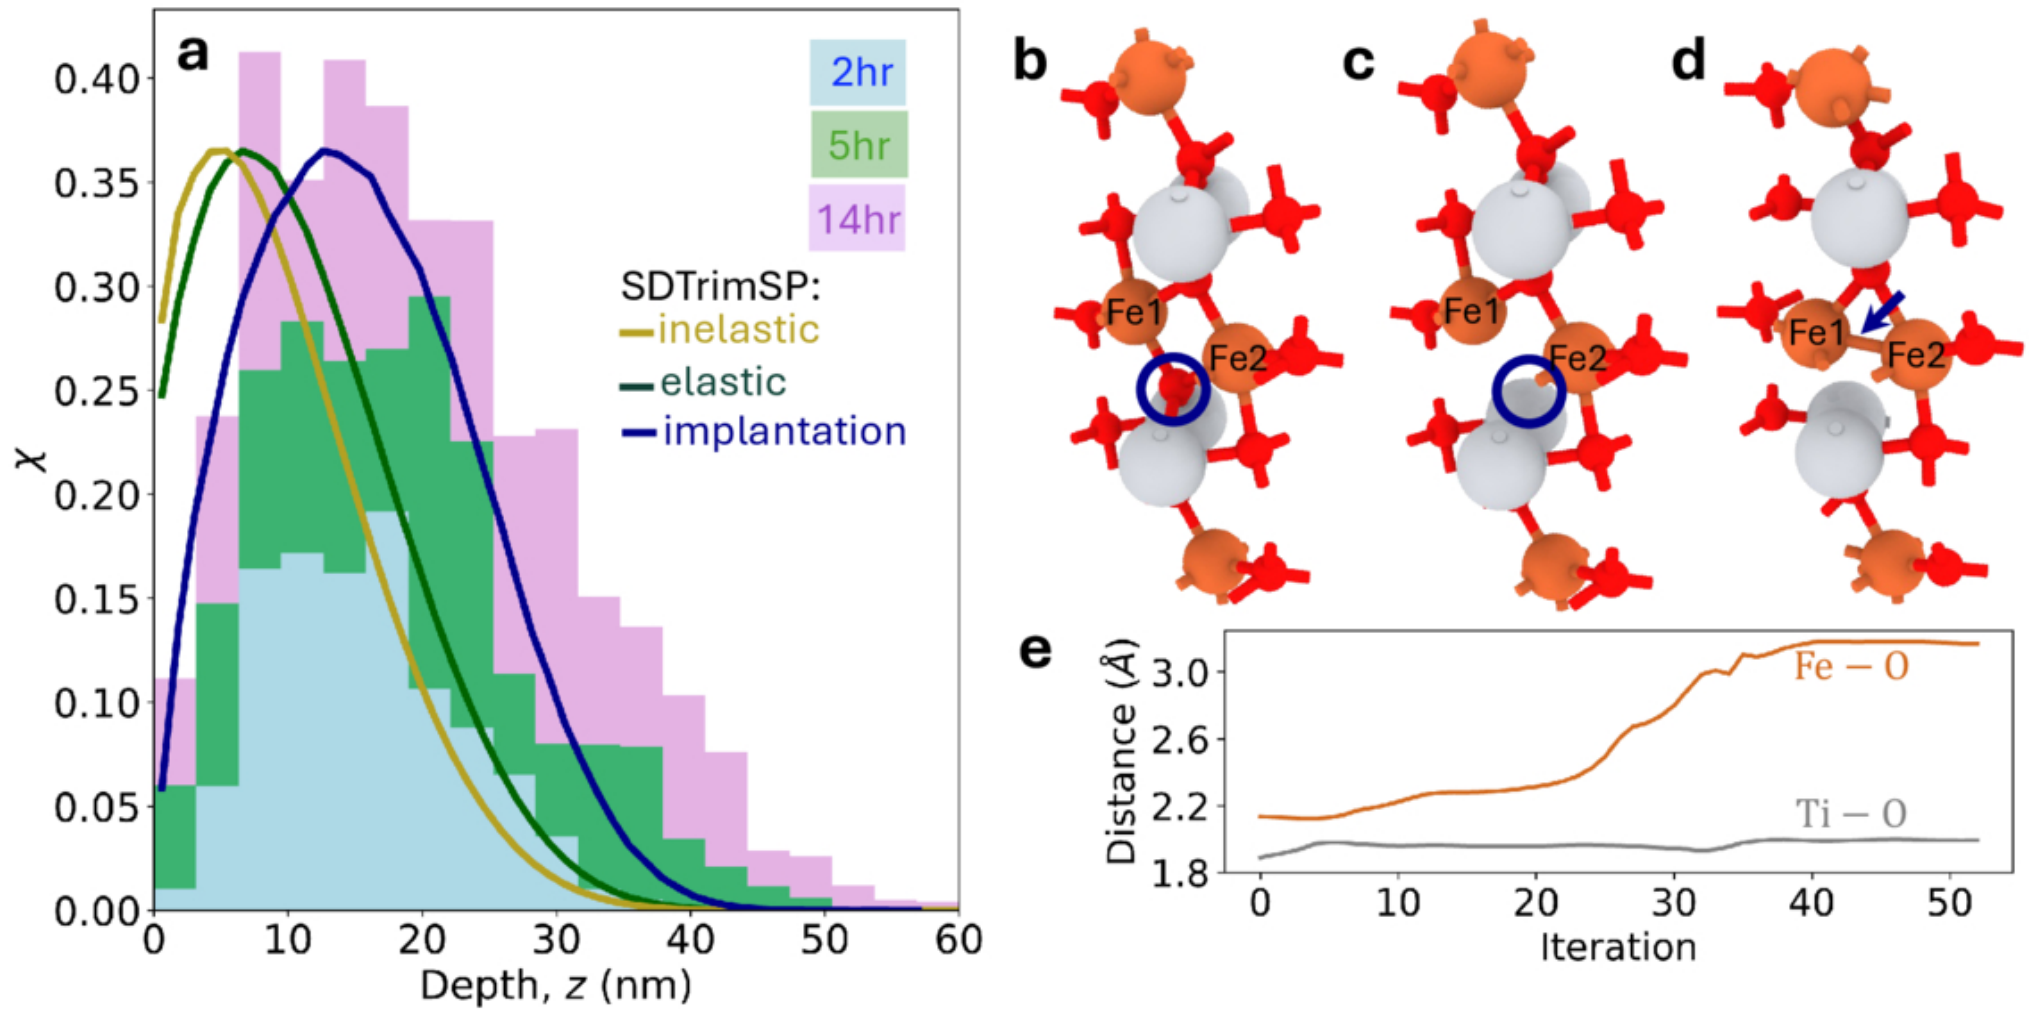 a
2hr
5hr
14hr
SDTrimSP:
inelastic
elastic
implantation
0.40
0.35
0.30
0.25
0.20
0.15
0.10
0.05
0.00
χ
0 10 20 30 40 50 60
Depth, z (nm)
b
Fe1
Fe2
c
Fe1
Fe2
d
Fe1
Fe2
e
Distance (Å)
3.0
2.6
2.2
1.8
Fe − O
Ti − O
0 10 20 30 40 50
Iteration